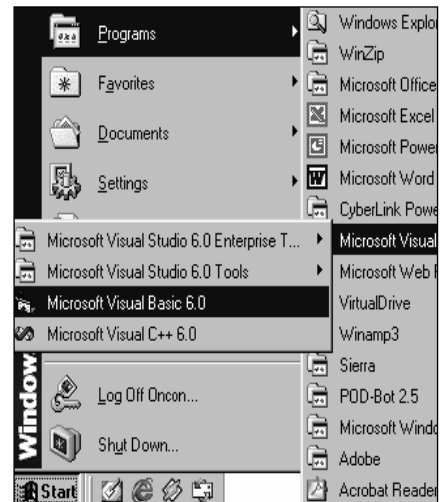 Programs
Favorites
Documents
Settings
Log Off Oncon...
Shut Down...
Start
Windows
Windows Explo
WinZip
Microsoft Office
Microsoft Excel
Microsoft Power
Microsoft Word
CyberLink Powe
Microsoft Visual
Microsoft Web
VirtualDrive
Winamp3
Sierra
POD-Bot 2.5
Microsoft Windo
Adobe
Acrobat Reader
Microsoft Visual Studio 6.0 Enterprise T...
Microsoft Visual Studio 6.0 Tools
Microsoft Visual Basic 6.0
Microsoft Visual C++ 6.0